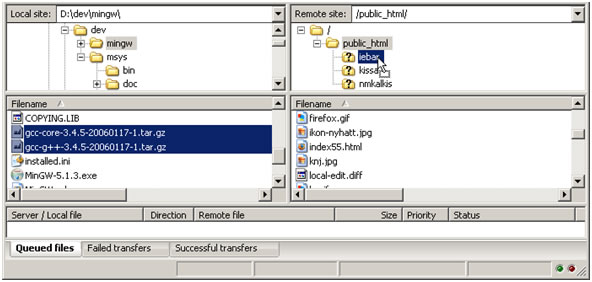 Local site: D:\dev\mingw\
dev
mingw
msys
bin
doc
Filename
COPYING.LIB
gcc-core-3.4.5-20060117-1.tar.gz
gcc-g++-3.4.5-20060117-1.tar.gz
installed.ini
MinGW-5.1.3.exe
Remote site: /public_html/
/
public_html
iebar
nmkalkis
Filename
firefox.gif
ikon-nyhatt.jpg
index55.html
knj.jpg
local-edit.diff
Server / Local file Direction Remote file Size Priority Status
Queued files Failed transfers Successful transfers